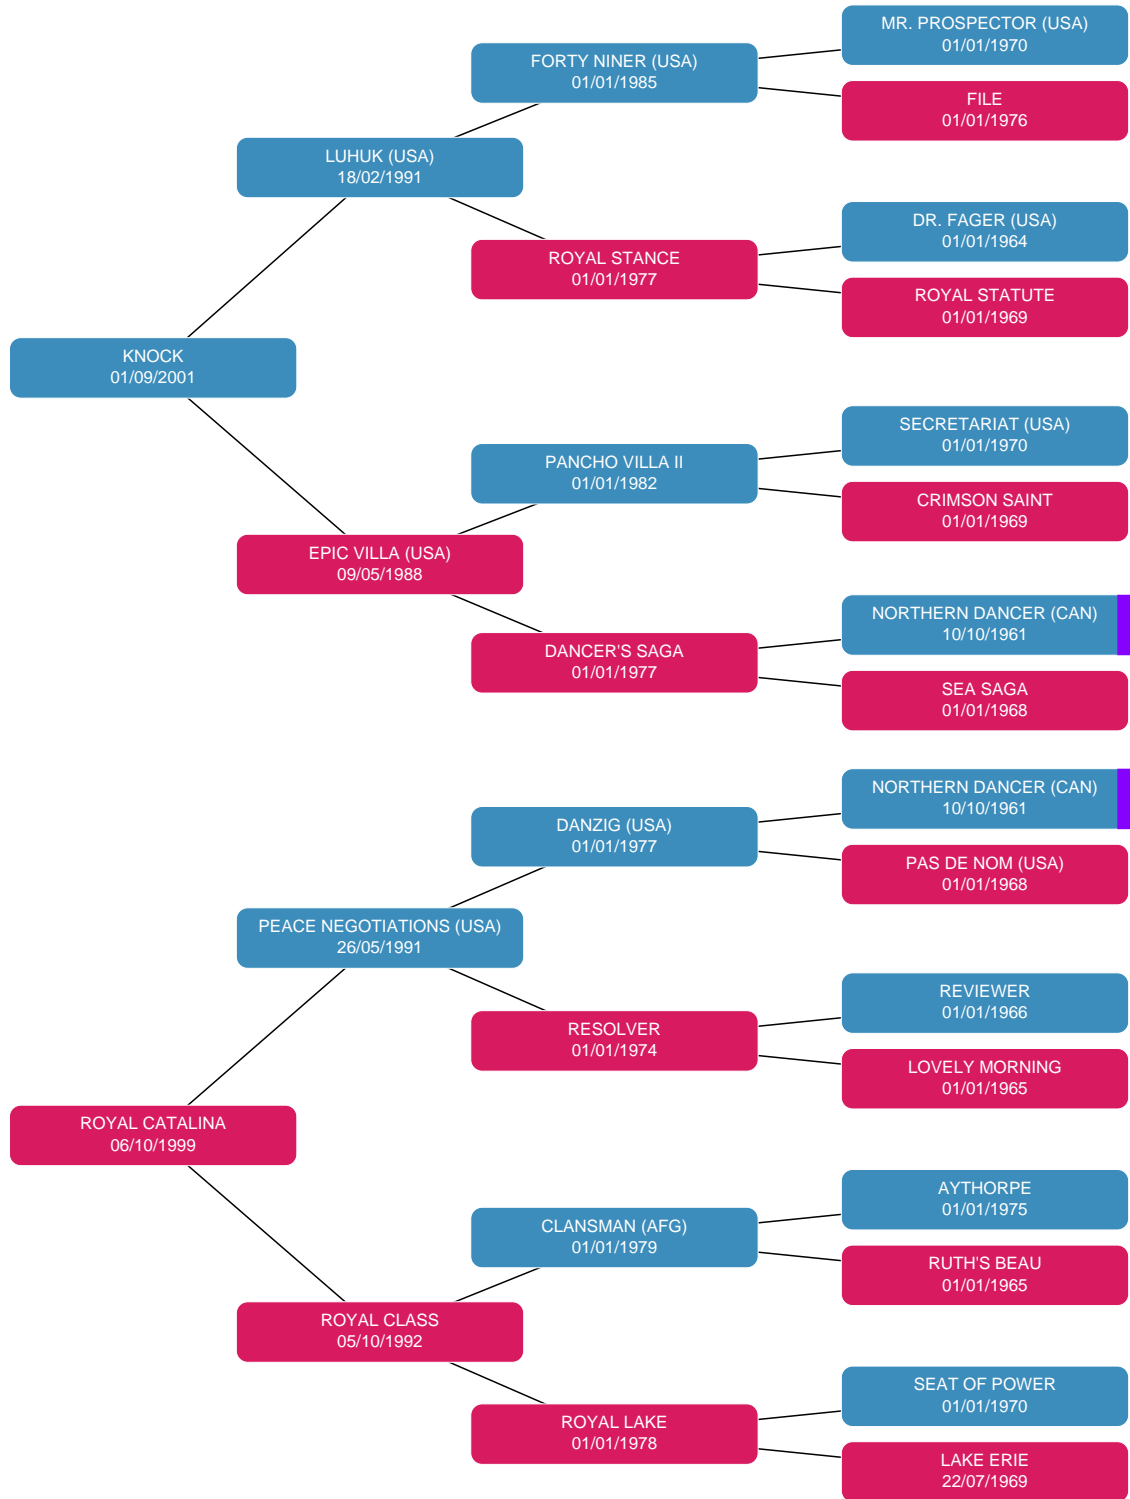 MR. PROSPECTOR (USA)
01/01/1970
FORTY NINER (USA)
01/01/1985
FILE
01/01/1976
LUHUK (USA)
18/02/1991
DR. FAGER (USA)
01/01/1964
ROYAL STANCE
01/01/1977
ROYAL STATUTE
01/01/1969
KNOCK
01/09/2001
SECRETARIAT (USA)
01/01/1970
PANCHO VILLA II
01/01/1982
CRIMSON SAINT
01/01/1969
EPIC VILLA (USA)
09/05/1988
NORTHERN DANCER (CAN)
10/10/1961
DANCER'S SAGA
01/01/1977
SEA SAGA
01/01/1968
NORTHERN DANCER (CAN)
10/10/1961
DANZIG (USA)
01/01/1977
PAS DE NOM (USA)
01/01/1968
PEACE NEGOTIATIONS (USA)
26/05/1991
REVIEWER
01/01/1966
RESOLVER
01/01/1974
LOVELY MORNING
01/01/1965
ROYAL CATALINA
06/10/1999
AYTHORPE
01/01/1975
CLANSMAN (AFG)
01/01/1979
RUTH'S BEAU
01/01/1965
ROYAL CLASS
05/10/1992
SEAT OF POWER
01/01/1970
ROYAL LAKE
01/01/1978
LAKE ERIE
22/07/1969